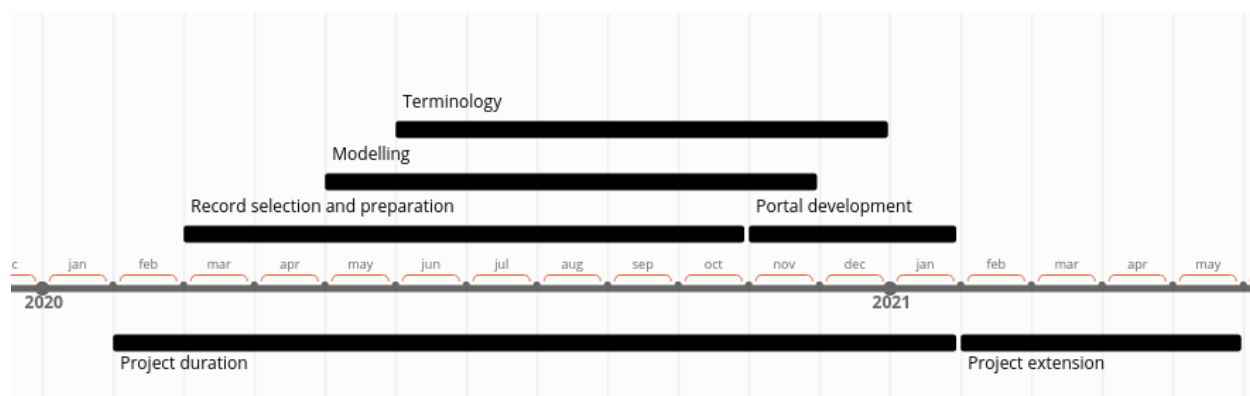 Terminology
Modelling
Record selection and preparation Portal development
c jan feb mar apr may jun jul aug sep oct nov dec jan feb mar apr may
2020 2021
Project duration Project extension